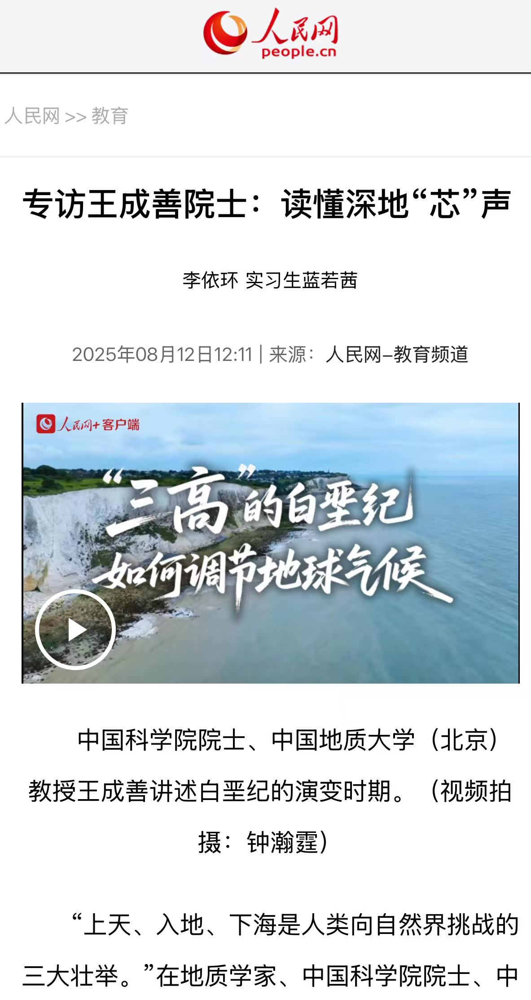 人民网
people.cn
人民网 >> 教育
专访王成善院士：读懂深地“芯”声
李依环 实习生蓝若茜
2025年08月12日12:11 | 来源：人民网-教育频道
人民网+客户端
“三高”的白垩纪
如何调节地球气候
中国科学院院士、中国地质大学（北京）
教授王成善讲述白垩纪的演变时期。（视频拍
摄：钟瀚霆）
“上天、入地、下海是人类向自然界挑战的
三大壮举。”在地质学家、中国科学院院士、中